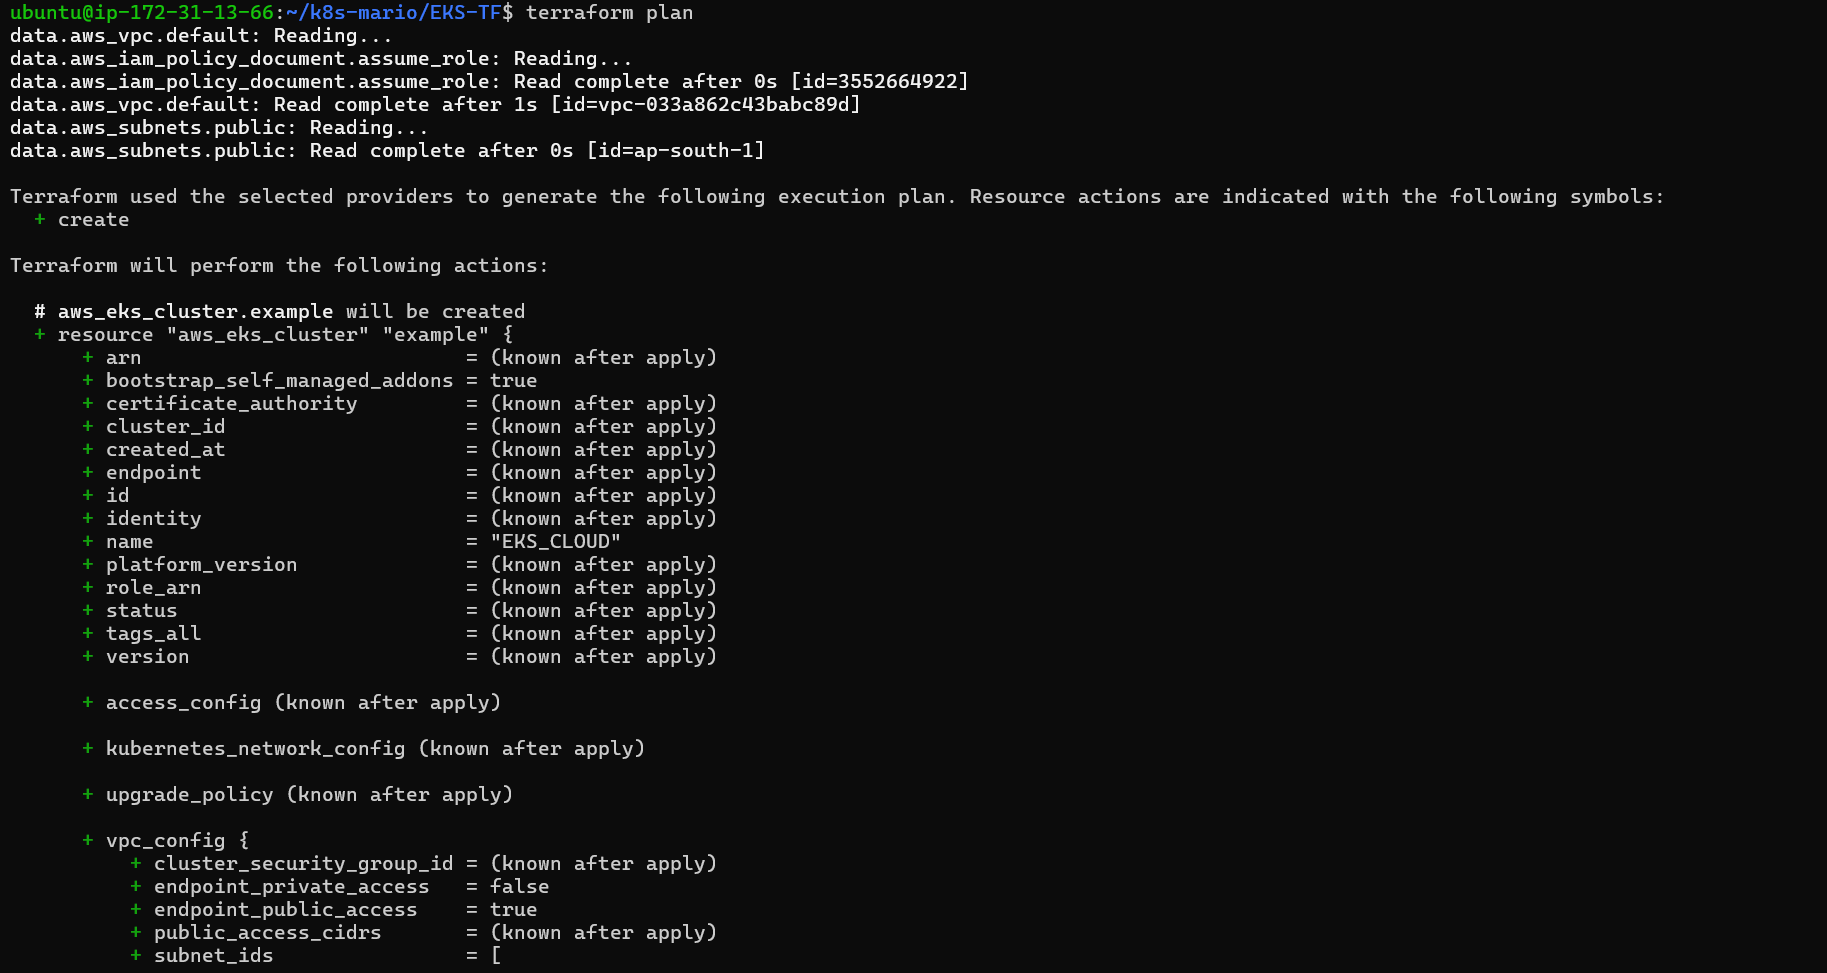 ubuntu@ip-172-31-13-66:~/k8s-mario/EKS-TF$ terraform plan
data.aws_vpc.default: Reading...
data.aws_iam_policy_document.assume_role: Reading...
data.aws_iam_policy_document.assume_role: Read complete after 0s [id=3552664922]
data.aws_vpc.default: Read complete after 1s [id=vpc-033a862c43babc89d]
data.aws_subnets.public: Reading...
data.aws_subnets.public: Read complete after 0s [id=ap-south-1]

Terraform used the selected providers to generate the following execution plan. Resource actions are indicated with the following symbols:
  + create

Terraform will perform the following actions:

  # aws_eks_cluster.example will be created
  + resource "aws_eks_cluster" "example" {
      + arn                           = (known after apply)
      + bootstrap_self_managed_addons = true
      + certificate_authority         = (known after apply)
      + cluster_id                    = (known after apply)
      + created_at                    = (known after apply)
      + endpoint                      = (known after apply)
      + id                            = (known after apply)
      + identity                      = (known after apply)
      + name                          = "EKS_CLOUD"
      + platform_version              = (known after apply)
      + role_arn                      = (known after apply)
      + status                        = (known after apply)
      + tags_all                      = (known after apply)
      + version                       = (known after apply)

      + access_config (known after apply)

      + kubernetes_network_config (known after apply)

      + upgrade_policy (known after apply)

      + vpc_config {
          + cluster_security_group_id = (known after apply)
          + endpoint_private_access   = false
          + endpoint_public_access    = true
          + public_access_cidrs       = (known after apply)
          + subnet_ids                = [